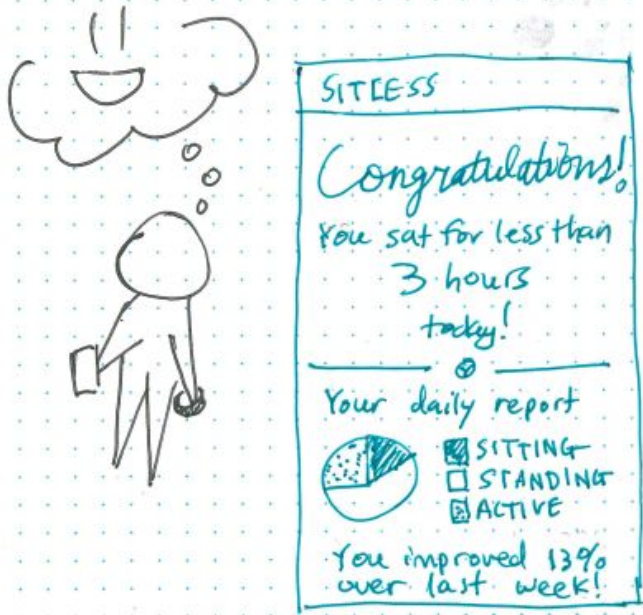 SITLESS
Congratulations!
You sat for less than
3 hours
today!
Your daily report
SITTING
STANDING
ACTIVE
You improved 13%
over last week!